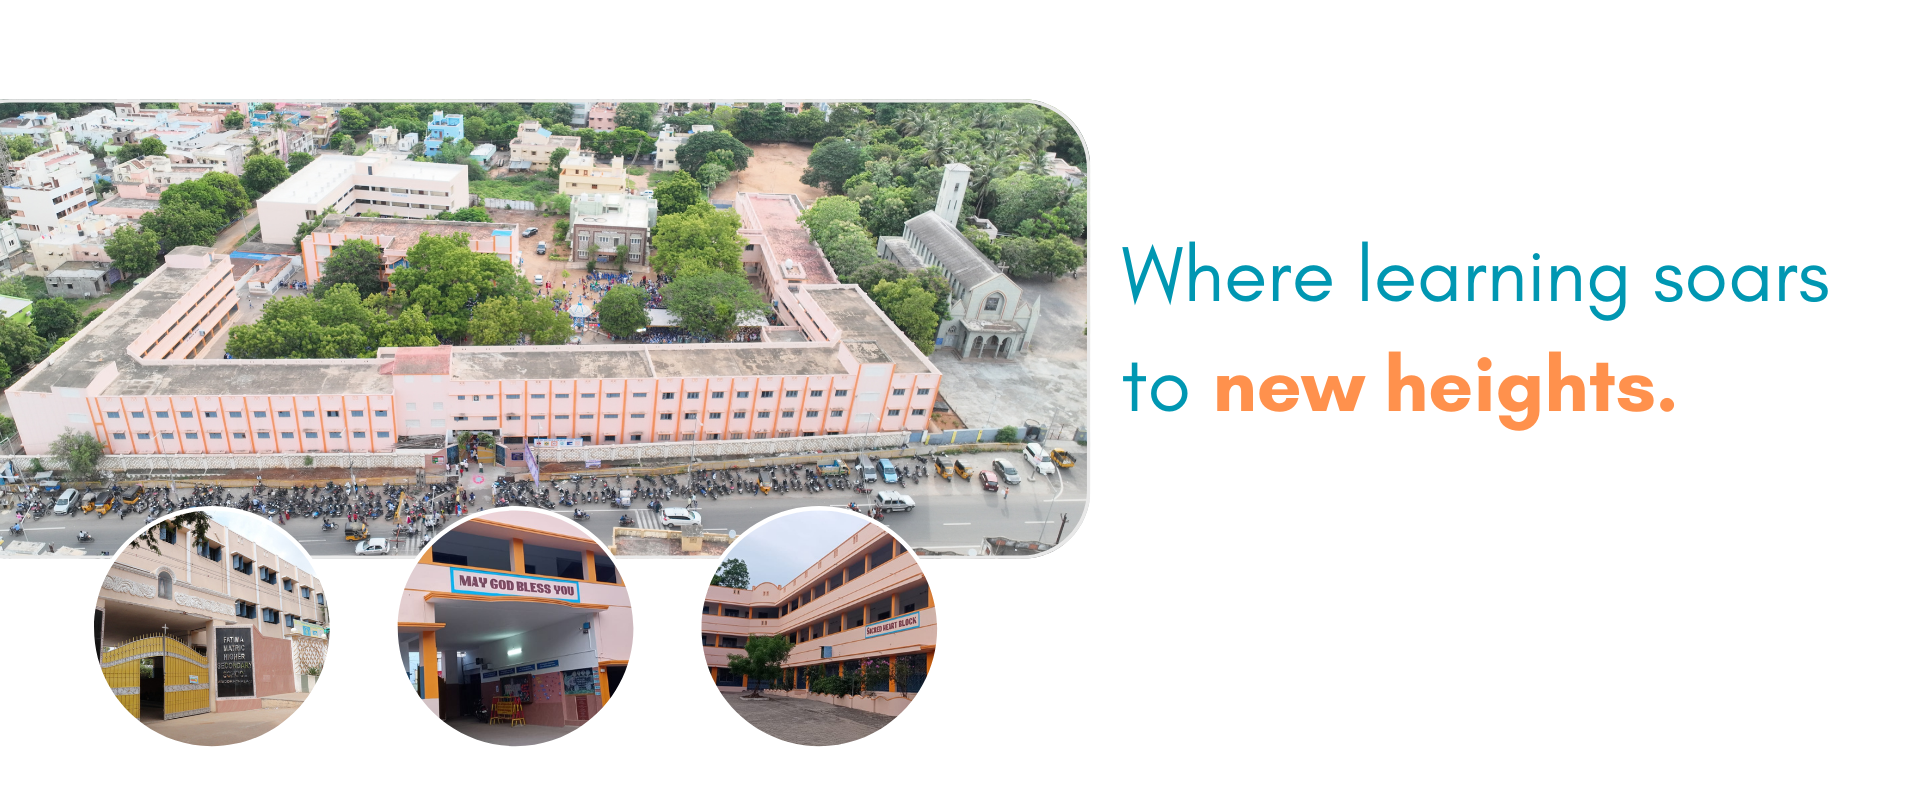 Where learning soars
to new heights.
FATIMA
MATRIC
HIGHER
SECONDARY
SCHOOL
MAY GOD BLESS YOU
SACRED HEART BLOCK